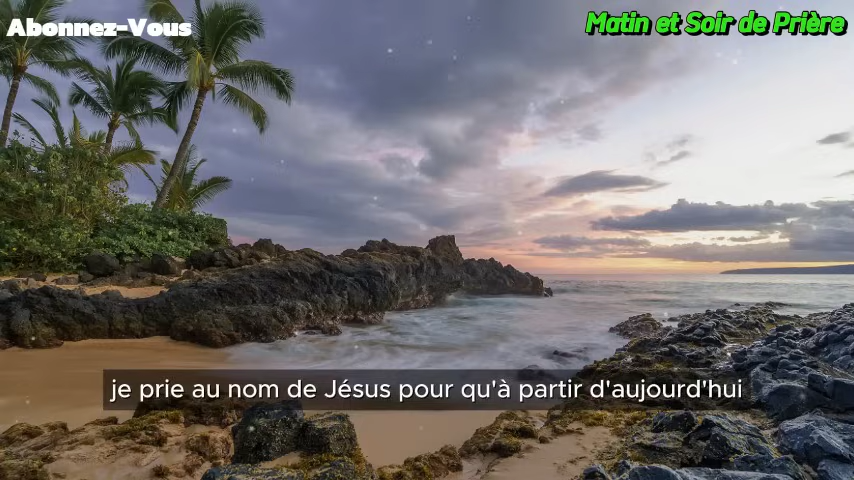 Abonnez-Vous
Matin et Soir de Prière
je prie au nom de Jésus pour qu'à partir d'aujourd'hui